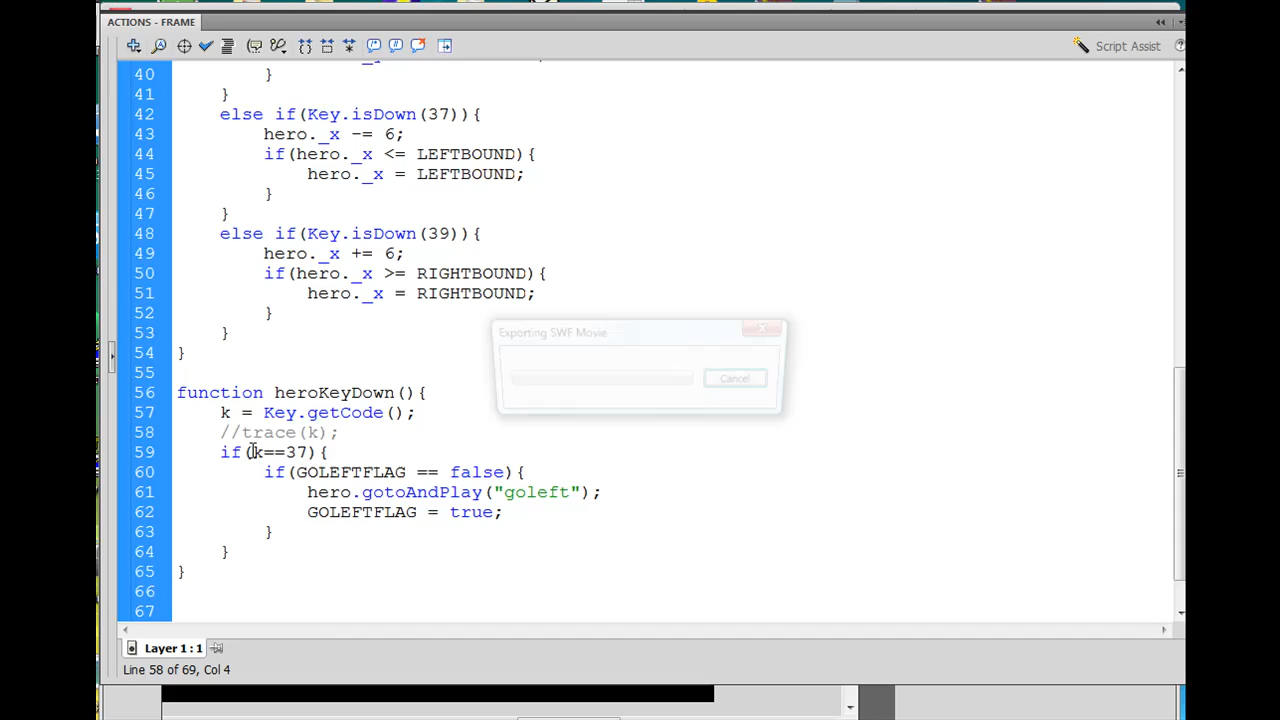 ACTIONS - FRAME
Script Assist
40 }
41 }
42 else if(Key.isDown(37)){
43 hero._x -= 6;
44 if(hero._x <= LEFTBOUND){
45 hero._x = LEFTBOUND;
46 }
47 }
48 else if(Key.isDown(39)){
49 hero._x += 6;
50 if(hero._x >= RIGHTBOUND){
51 hero._x = RIGHTBOUND;
52 }
53 }
54 }
55
56 function heroKeyDown(){
57 k = Key.getCode();
58 //trace(k);
59 if(k==37){
60 if(GOLEFTFLAG == false){
61 hero.gotoAndPlay("goleft");
62 GOLEFTFLAG = true;
63 }
64 }
65 }
66
67
Exporting SWF Movie
Cancel
Layer 1 : 1
Line 58 of 69, Col 4